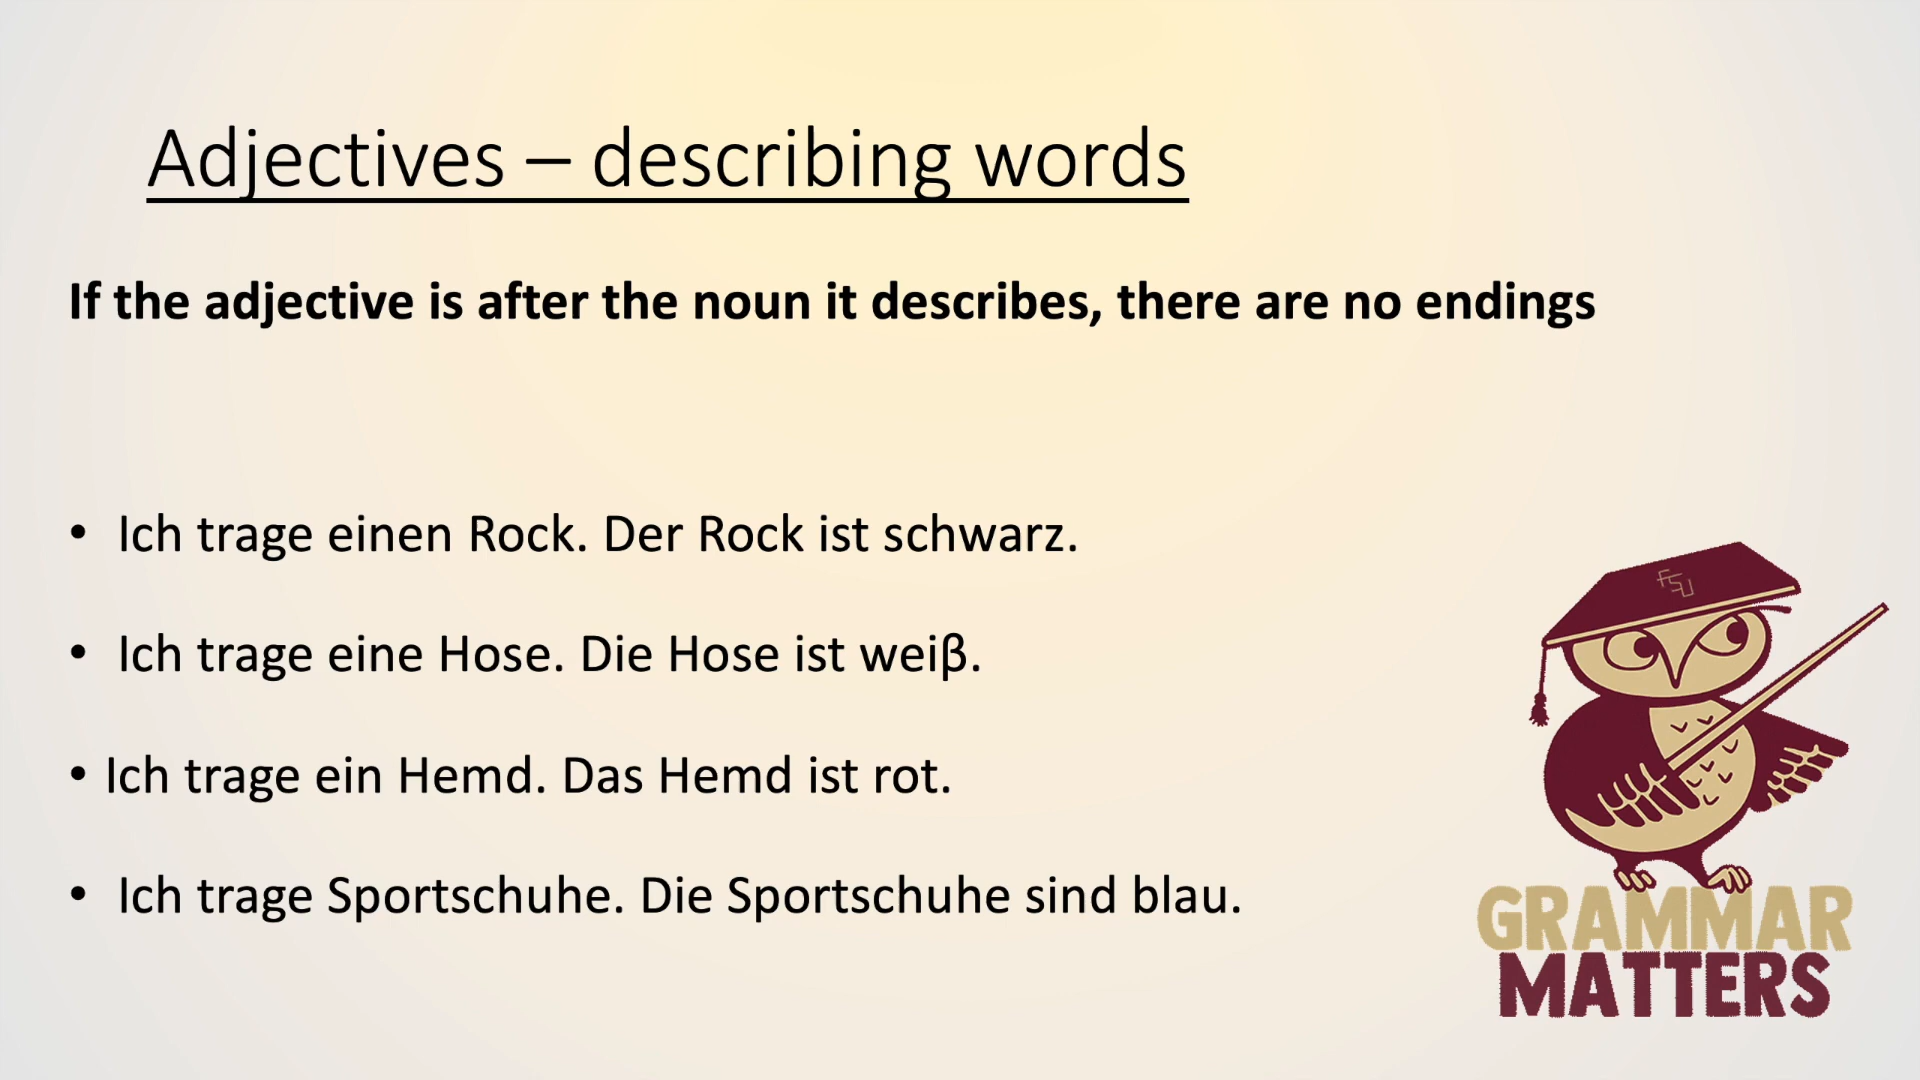 Adjectives – describing words
If the adjective is after the noun it describes, there are no endings
• Ich trage einen Rock. Der Rock ist schwarz.
• Ich trage eine Hose. Die Hose ist weiβ.
• Ich trage ein Hemd. Das Hemd ist rot.
• Ich trage Sportschuhe. Die Sportschuhe sind blau.
FSU
GRAMMAR
MATTERS